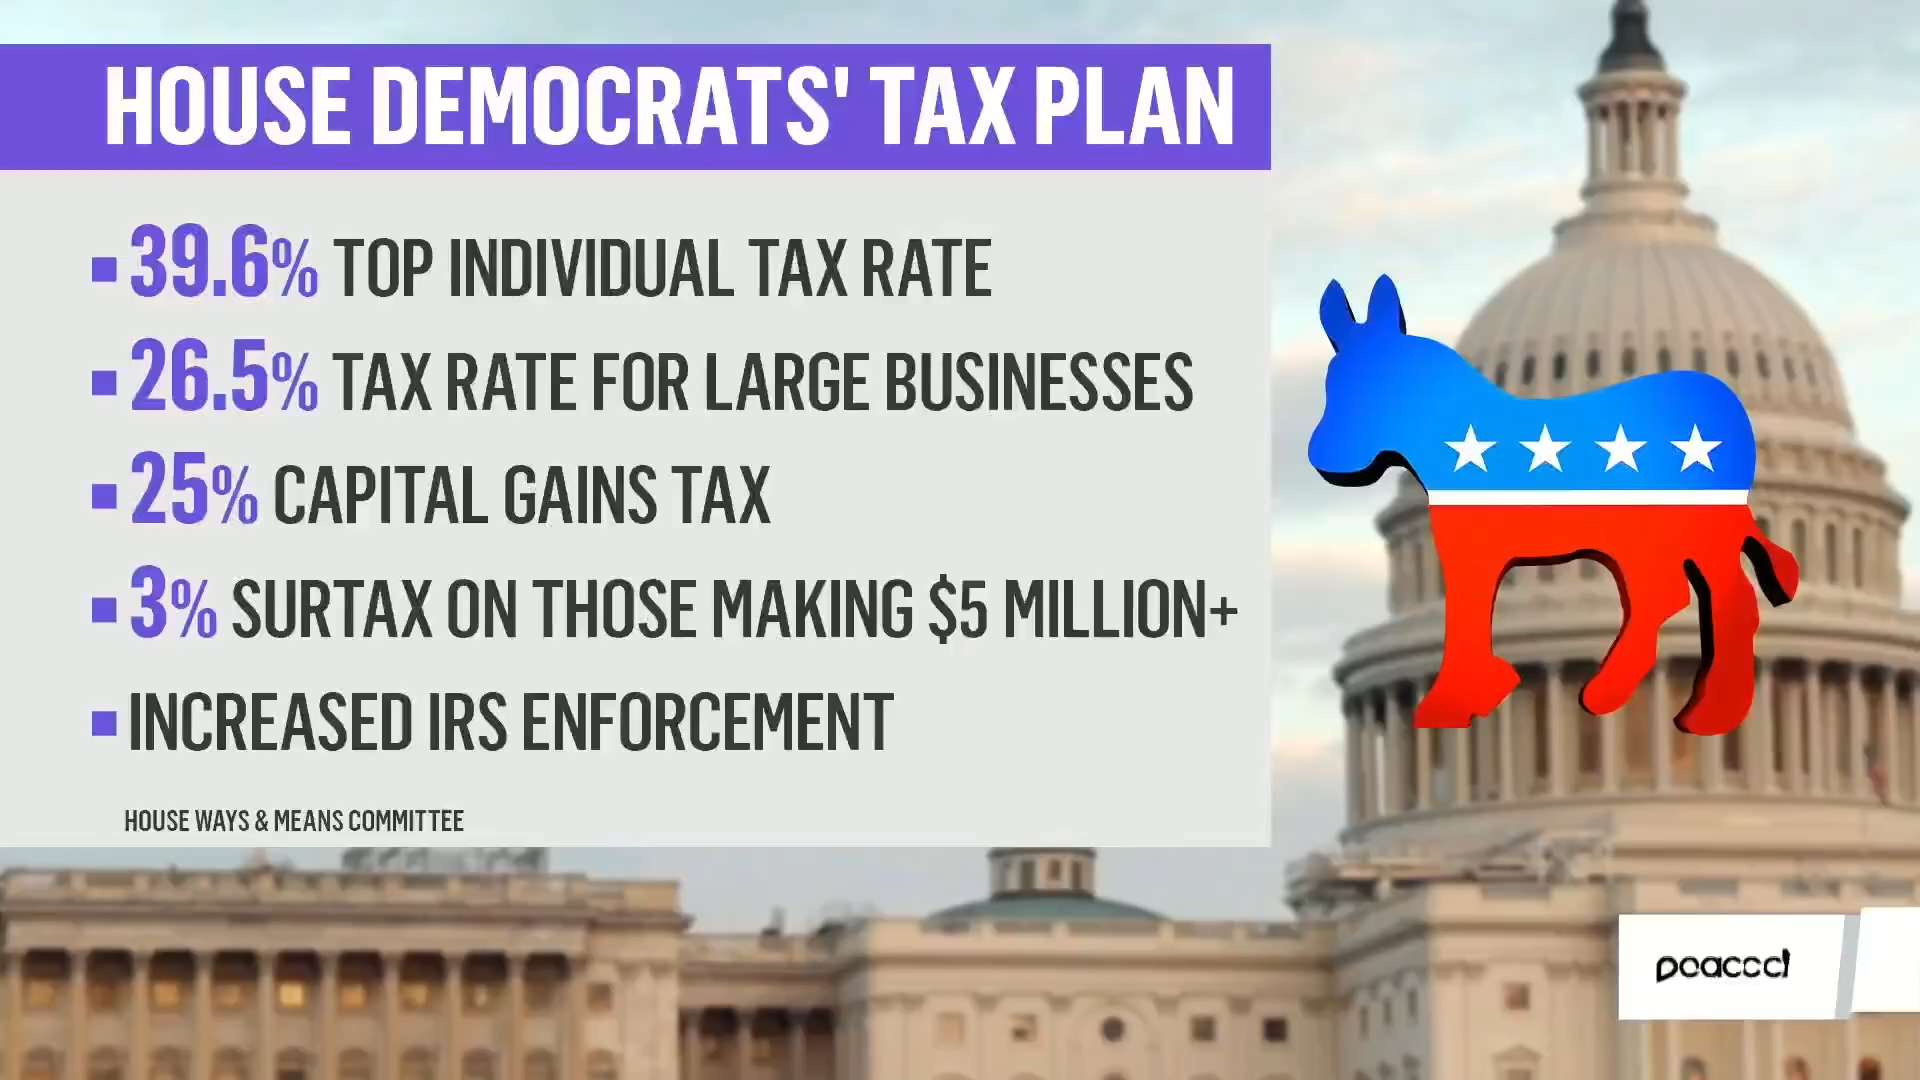 HOUSE DEMOCRATS' TAX PLAN
39.6% TOP INDIVIDUAL TAX RATE
26.5% TAX RATE FOR LARGE BUSINESSES
25% CAPITAL GAINS TAX
3% SURTAX ON THOSE MAKING $5 MILLION+
INCREASED IRS ENFORCEMENT
HOUSE WAYS & MEANS COMMITTEE